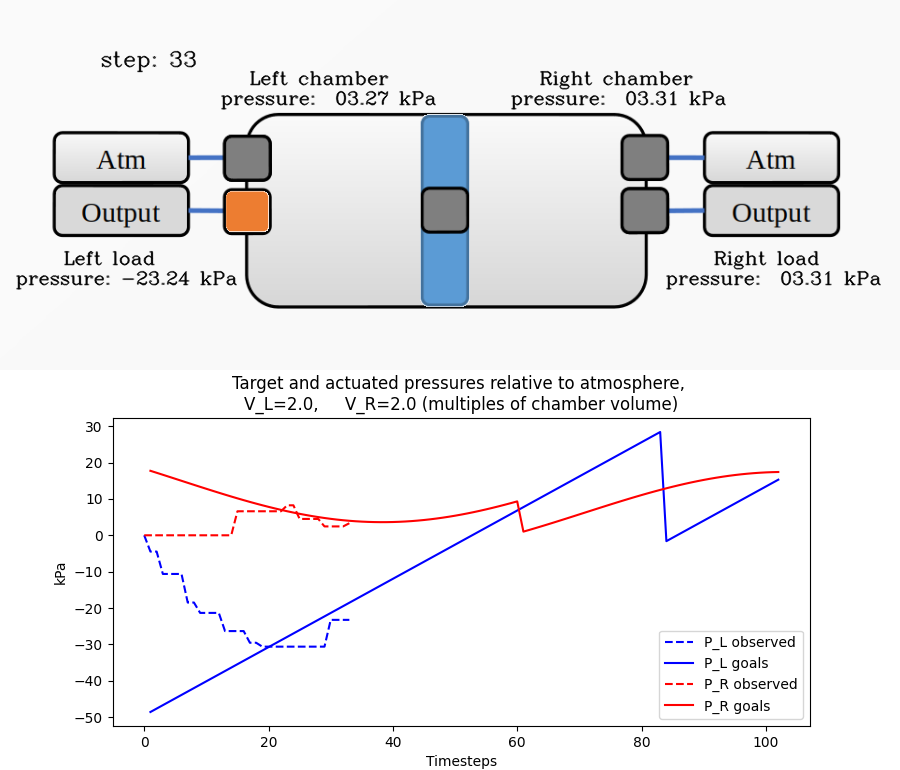 step: 33
Left chamber
pressure: 03.27 kPa
Right chamber
pressure: 03.31 kPa
Atm
Output
Atm
Output
Left load
pressure: −23.24 kPa
Right load
pressure: 03.31 kPa
Target and actuated pressures relative to atmosphere,
V_L=2.0, V_R=2.0 (multiples of chamber volume)
30
20
10
0
−10
−20
−30
−40
−50
kPa
P_L observed
P_L goals
P_R observed
P_R goals
0 20 40 60 80 100
Timesteps